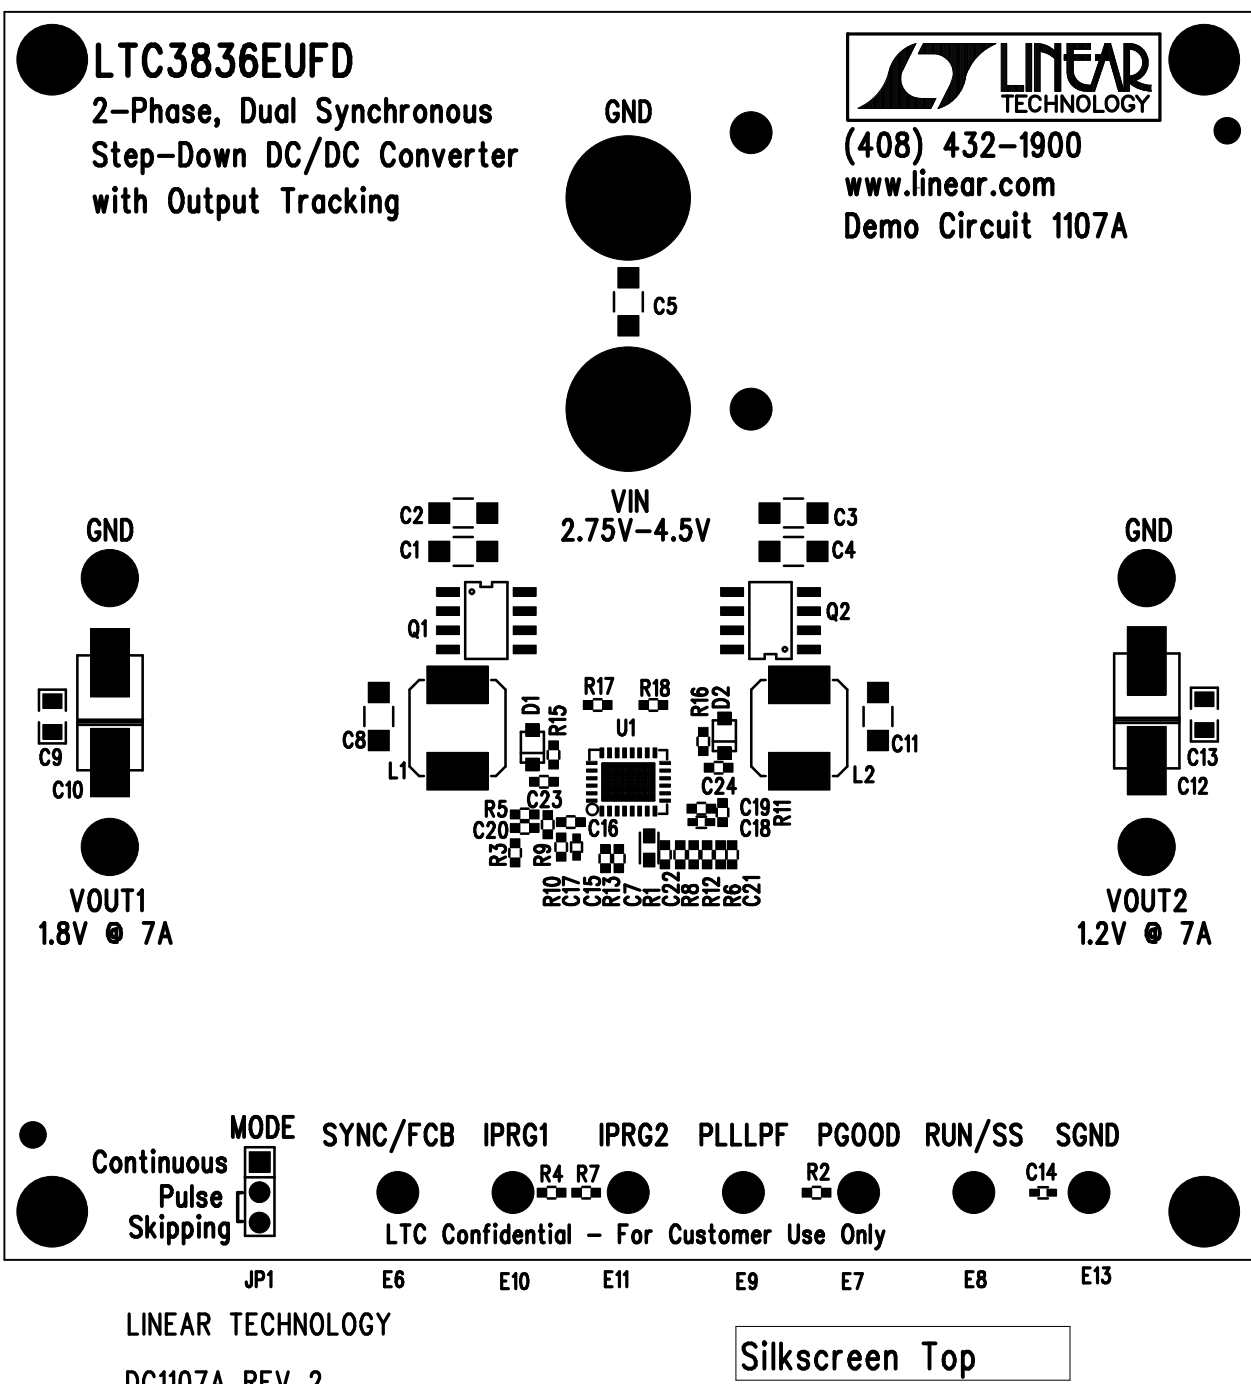 LTC3836EUFD
2-Phase, Dual Synchronous
Step-Down DC/DC Converter
with Output Tracking
GND
LINEAR
TECHNOLOGY
(408) 432-1900
www.linear.com
Demo Circuit 1107A
C5
VIN
2.75V-4.5V
C2
C1
C3
C4
GND
GND
Q1
Q2
R17
R18
D1
R15
R16
D2
U1
C8
L1
C11
L2
C9
C10
C13
C12
C23
C24
R5
C20
C16
C19
C18
R11
R3
R9
R10
C17
C15
R13
C7
R1
C22
R8
R12
R6
C21
VOUT1
1.8V @ 7A
VOUT2
1.2V @ 7A
MODE
SYNC/FCB
IPRG1
IPRG2
PLLLPF
PGOOD
RUN/SS
SGND
Continuous
Pulse
Skipping
R4
R7
R2
C14
LTC Confidential - For Customer Use Only
JP1
E6
E10
E11
E9
E7
E8
E13
LINEAR TECHNOLOGY
Silkscreen Top
DC1107A REV 2